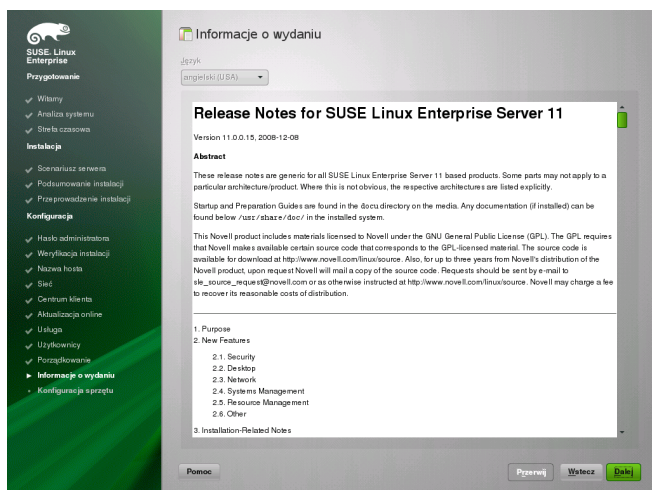 SUSE. Linux
Enterprise
Przygotowanie
Witamy
Analiza systemu
Strefa czasowa
Instalacja
Scenariusz serwera
Podsumowanie instalacji
Przeprowadzenie instalacji
Konfiguracja
Hasło administratora
Weryfikacja instalacji
Nazwa hosta
Sieć
Centrum klienta
Aktualizacja online
Usługa
Użytkownicy
Porządkowanie
Informacje o wydaniu
Konfiguracja sprzętu
Informacje o wydaniu
Język
angielski (USA)
Release Notes for SUSE Linux Enterprise Server 11
Version 11.0.0.15, 2008-12-08
Abstract
These release notes are generic for all SUSE Linux Enterprise Server 11 based products. Some parts may not apply to a
particular architecture/product. Where this is not obvious, the respective architectures are listed explicitly.
Startup and Preparation Guides are found in the docu directory on the media. Any documentation (if installed) can be
found below /usr/share/doc/ in the installed system.
This Novell product includes materials licensed to Novell under the GNU General Public License (GPL). The GPL requires
that Novell makes available certain source code that corresponds to the GPL-licensed material. The source code is
available for download at http://www.novell.com/linux/source. Also, for up to three years from Novell's distribution of the
Novell product, upon request Novell will mail a copy of the source code. Requests should be sent by e-mail to
sle_source_request@novell.com or as otherwise instructed at http://www.novell.com/linux/source. Novell may charge a fee
to recover its reasonable costs of distribution.
1. Purpose
2. New Features
2.1. Security
2.2. Desktop
2.3. Network
2.4. Systems Management
2.5. Resource Management
2.6. Other
3. Installation-Related Notes
Pomoc
Przerwij
Wstecz
Dalej